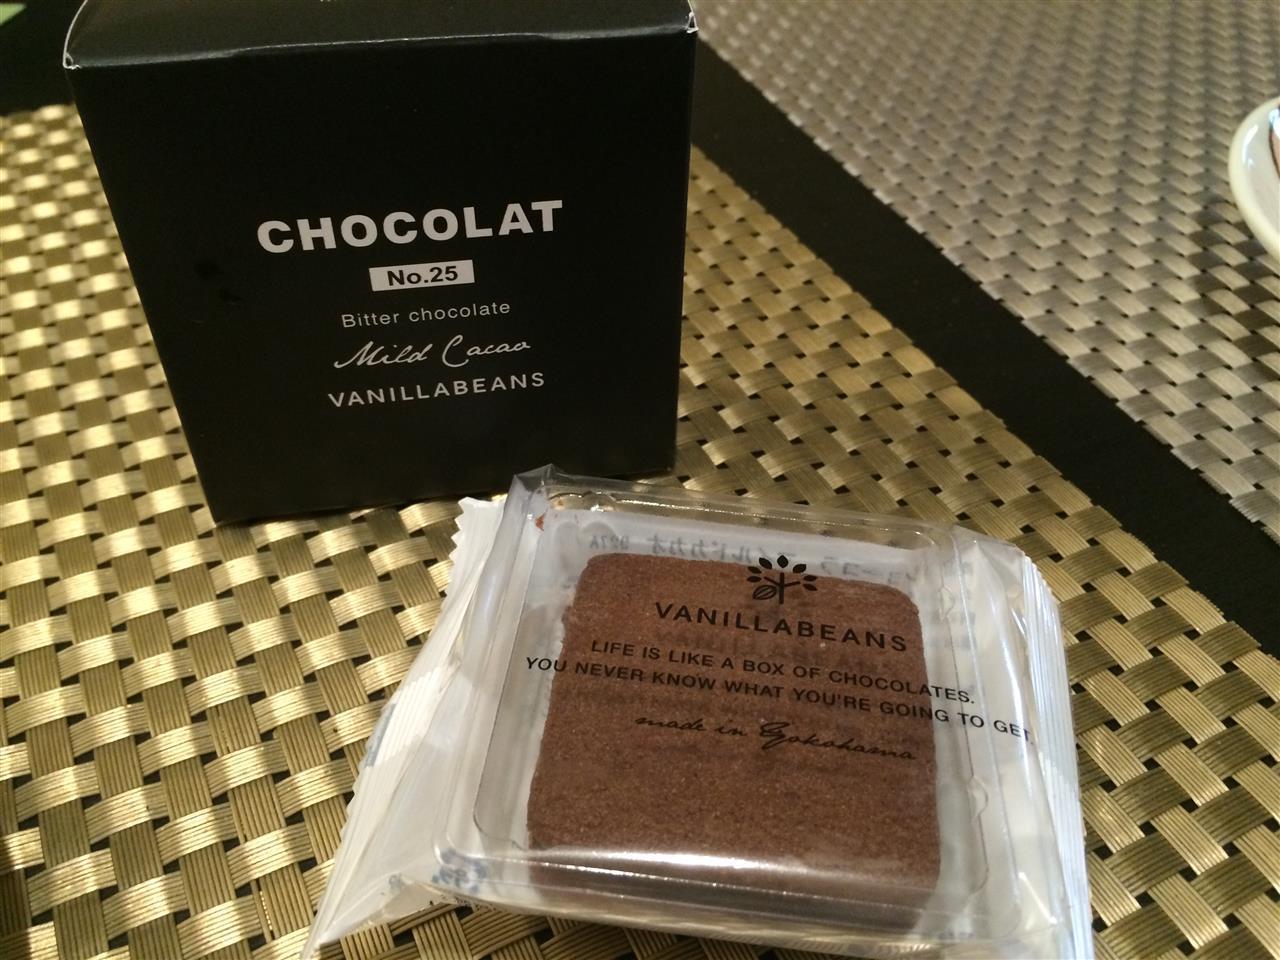 CHOCOLAT
No.25
Bitter chocolate
Mild Cacao
VANILLABEANS
VANILLABEANS
LIFE IS LIKE A BOX OF CHOCOLATES.
YOU NEVER KNOW WHAT YOU'RE GOING TO GET.
made in Yokohama